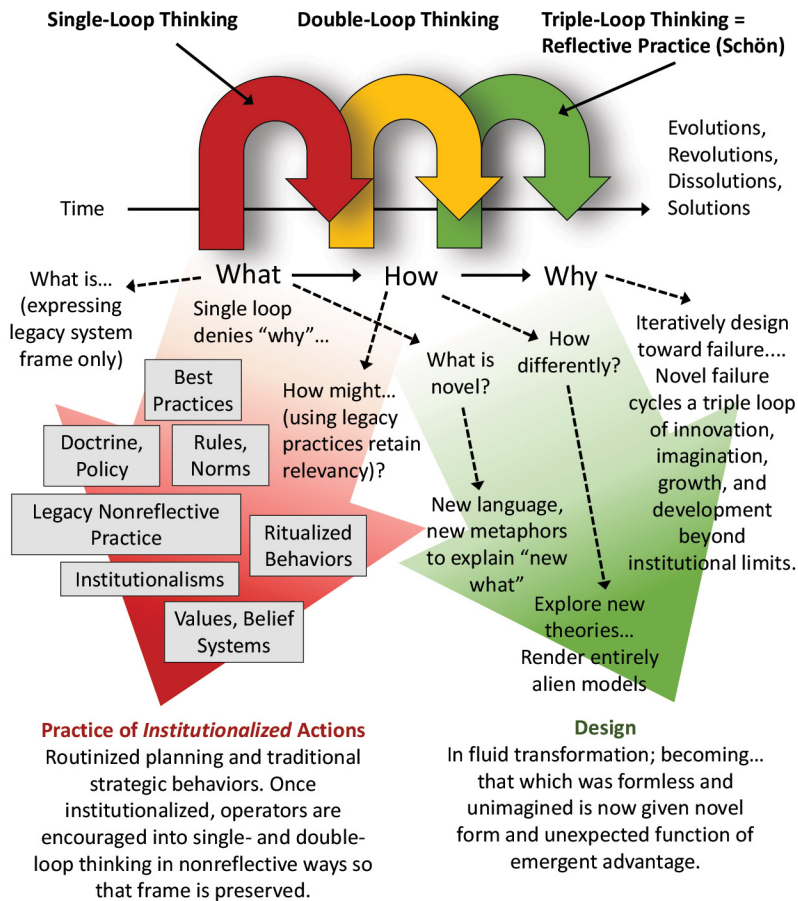 Single-Loop Thinking
Double-Loop Thinking
Triple-Loop Thinking =
Reflective Practice (Schön)
Evolutions,
Revolutions,
Dissolutions,
Solutions
Time
What
How
Why
What is...
(expressing
legacy system
frame only)
Single loop
denies “why”...
How might...
(using legacy
practices retain
relevancy)?
What is
novel?
How
differently?
Iteratively design
toward failure....
Novel failure
cycles a triple loop
of innovation,
imagination,
growth, and
development
beyond
institutional limits.
Best
Practices
Doctrine,
Policy
Rules,
Norms
Legacy Nonreflective
Practice
Ritualized
Behaviors
Institutionalisms
Values, Belief
Systems
New language,
new metaphors
to explain “new
what”
Explore new
theories...
Render entirely
alien models
Practice of Institutionalized Actions
Routinized planning and traditional
strategic behaviors. Once
institutionalized, operators are
encouraged into single- and double-
loop thinking in nonreflective ways so
that frame is preserved.
Design
In fluid transformation; becoming...
that which was formless and
unimagined is now given novel
form and unexpected function of
emergent advantage.